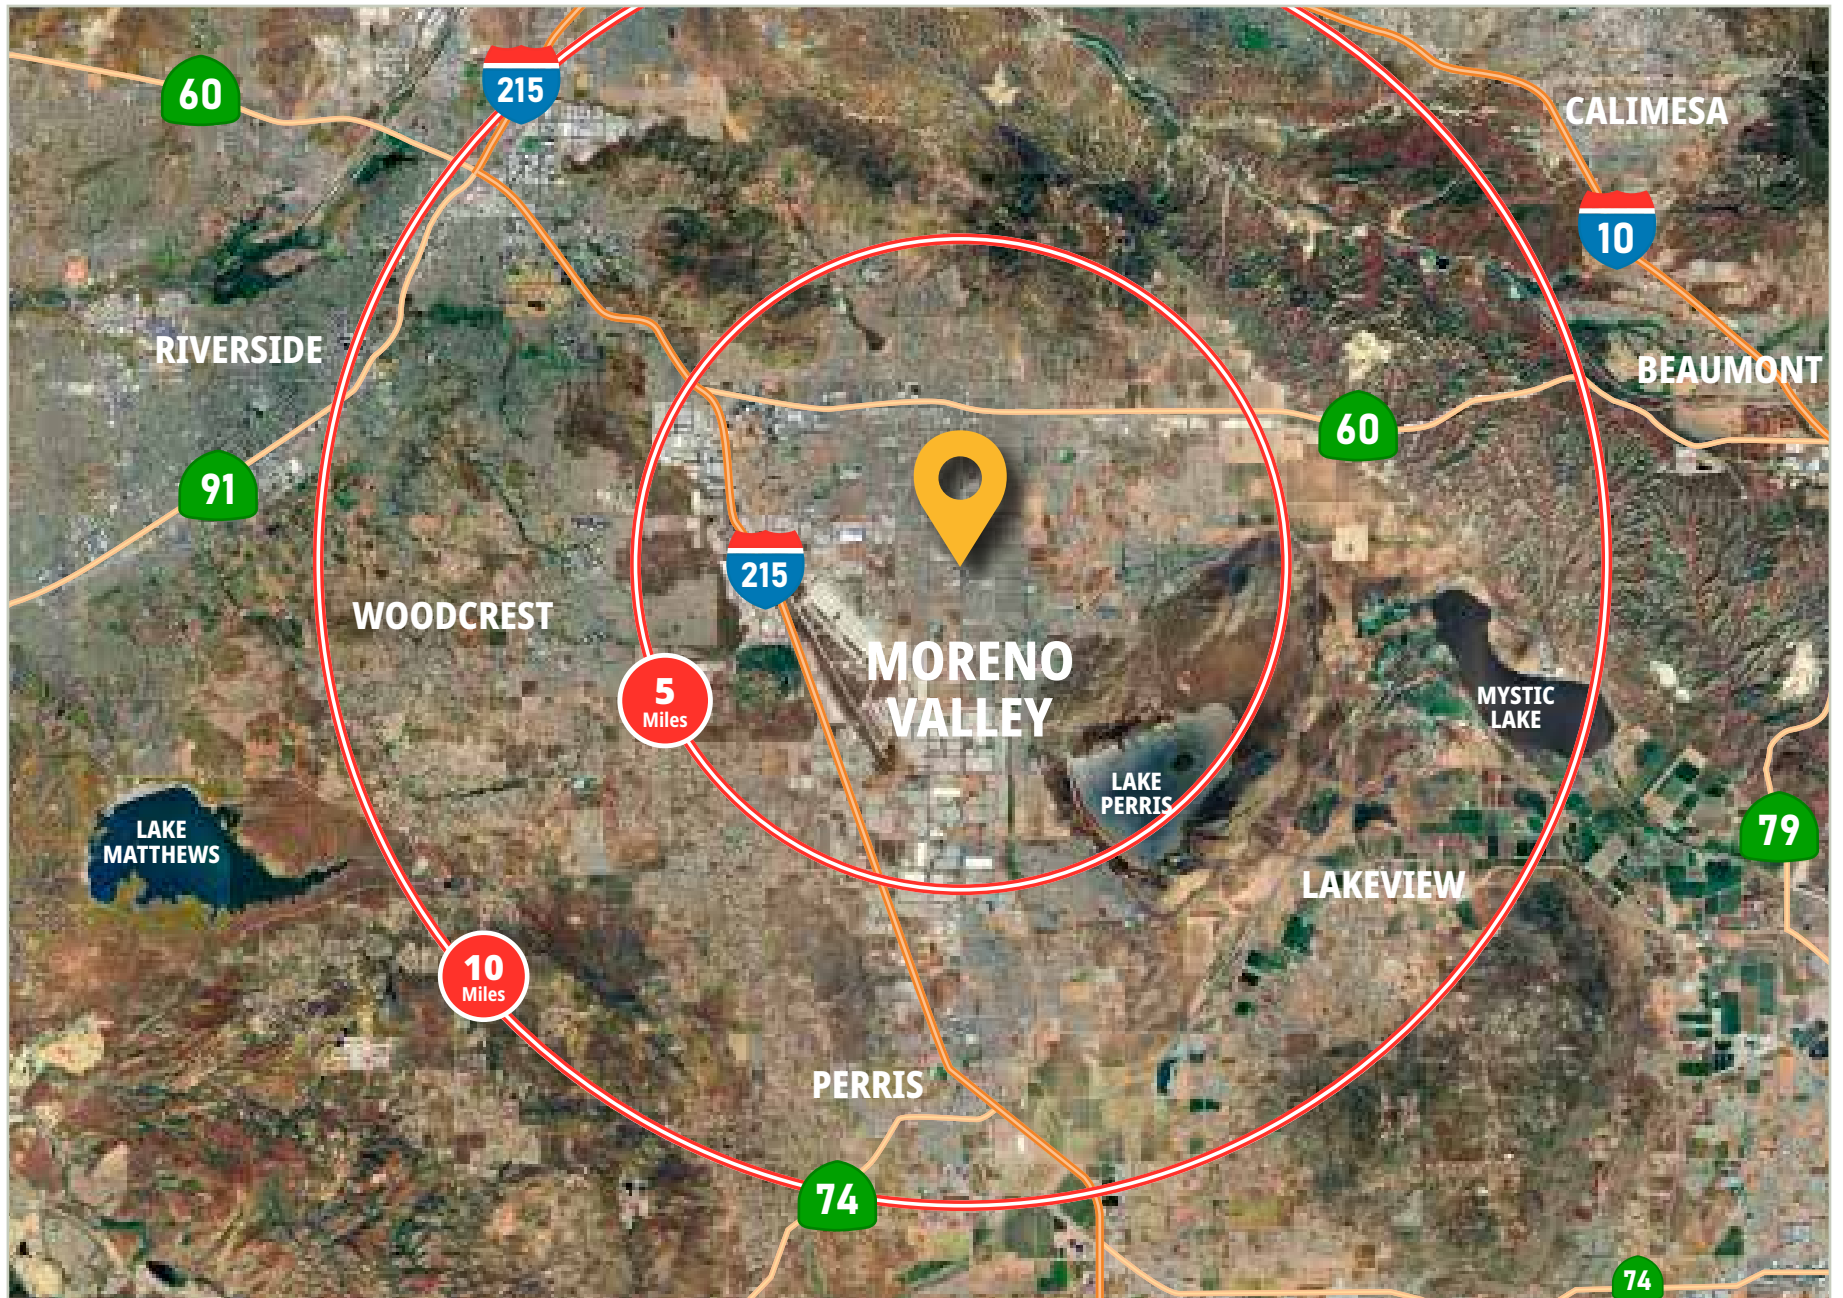 60
215
CALIMESA
10
RIVERSIDE
BEAUMONT
60
91
215
WOODCREST
MORENO
VALLEY
5
Miles
MYSTIC
LAKE
LAKE
PERRIS
LAKE
MATTHEWS
79
LAKEVIEW
10
Miles
PERRIS
74
74